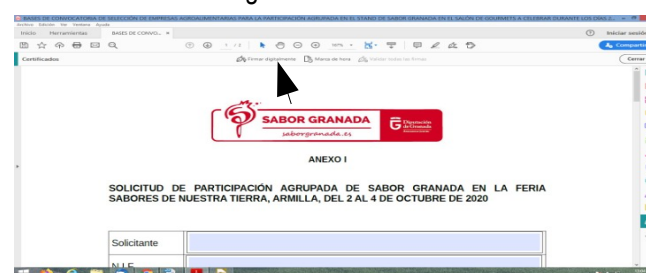 BASES DE CONVOCATORIA DE SELECCIÓN DE EMPRESAS AGROALIMENTARIAS PARA LA PARTICIPACIÓN AGRUPADA EN EL STAND DE SABOR GRANADA EN EL SALÓN DE GOURMETS A CELEBRAR DURANTE LOS DÍAS
Inicio Herramientas BASES DE CONVO... × Iniciar sesió
Compartir
Certificados Firmar digitalmente Marca de hora Validar todas las firmas Cerrar
SABOR GRANADA
saborgranada.es
Diputación
de Granada
ANEXO I
SOLICITUD DE PARTICIPACIÓN AGRUPADA DE SABOR GRANADA EN LA FERIA
SABORES DE NUESTRA TIERRA, ARMILLA, DEL 2 AL 4 DE OCTUBRE DE 2020
Solicitante
N.I.F.